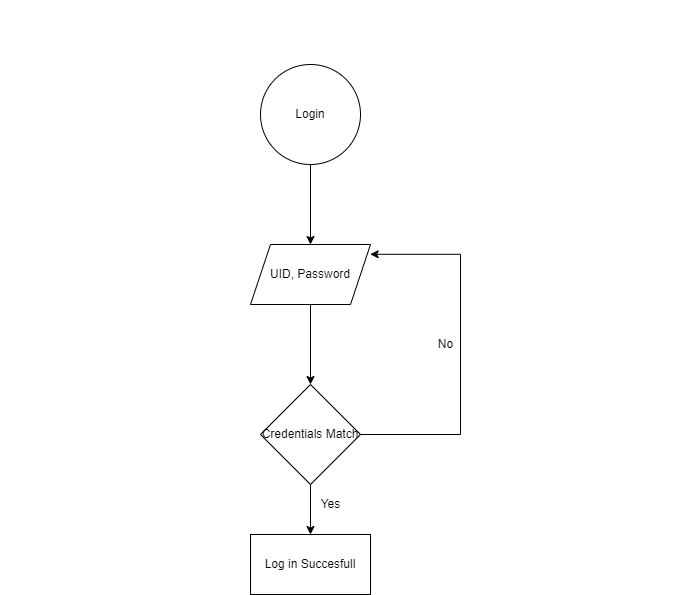 Login
UID, Password
No
Credentials Match
Yes
Log in Succesfull